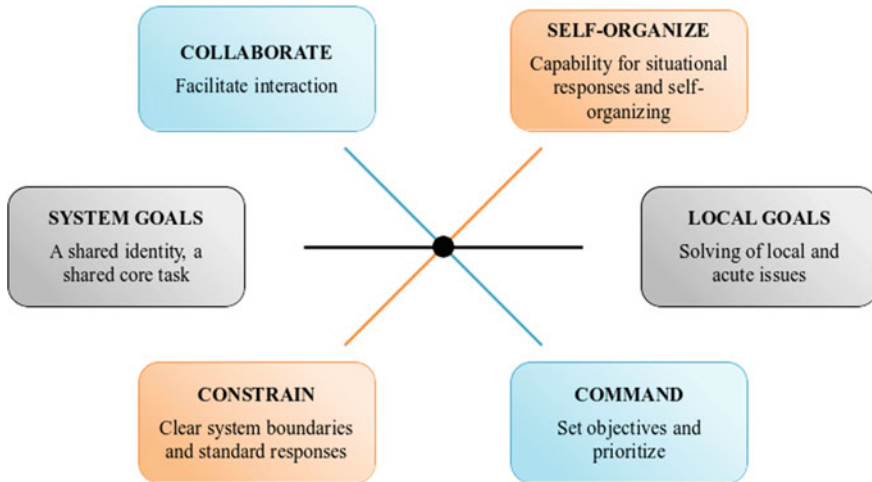 COLLABORATE
Facilitate interaction
SELF-ORGANIZE
Capability for situational
responses and self-
organizing
SYSTEM GOALS
A shared identity, a
shared core task
LOCAL GOALS
Solving of local and
acute issues
CONSTRAIN
Clear system boundaries
and standard responses
COMMAND
Set objectives and
prioritize